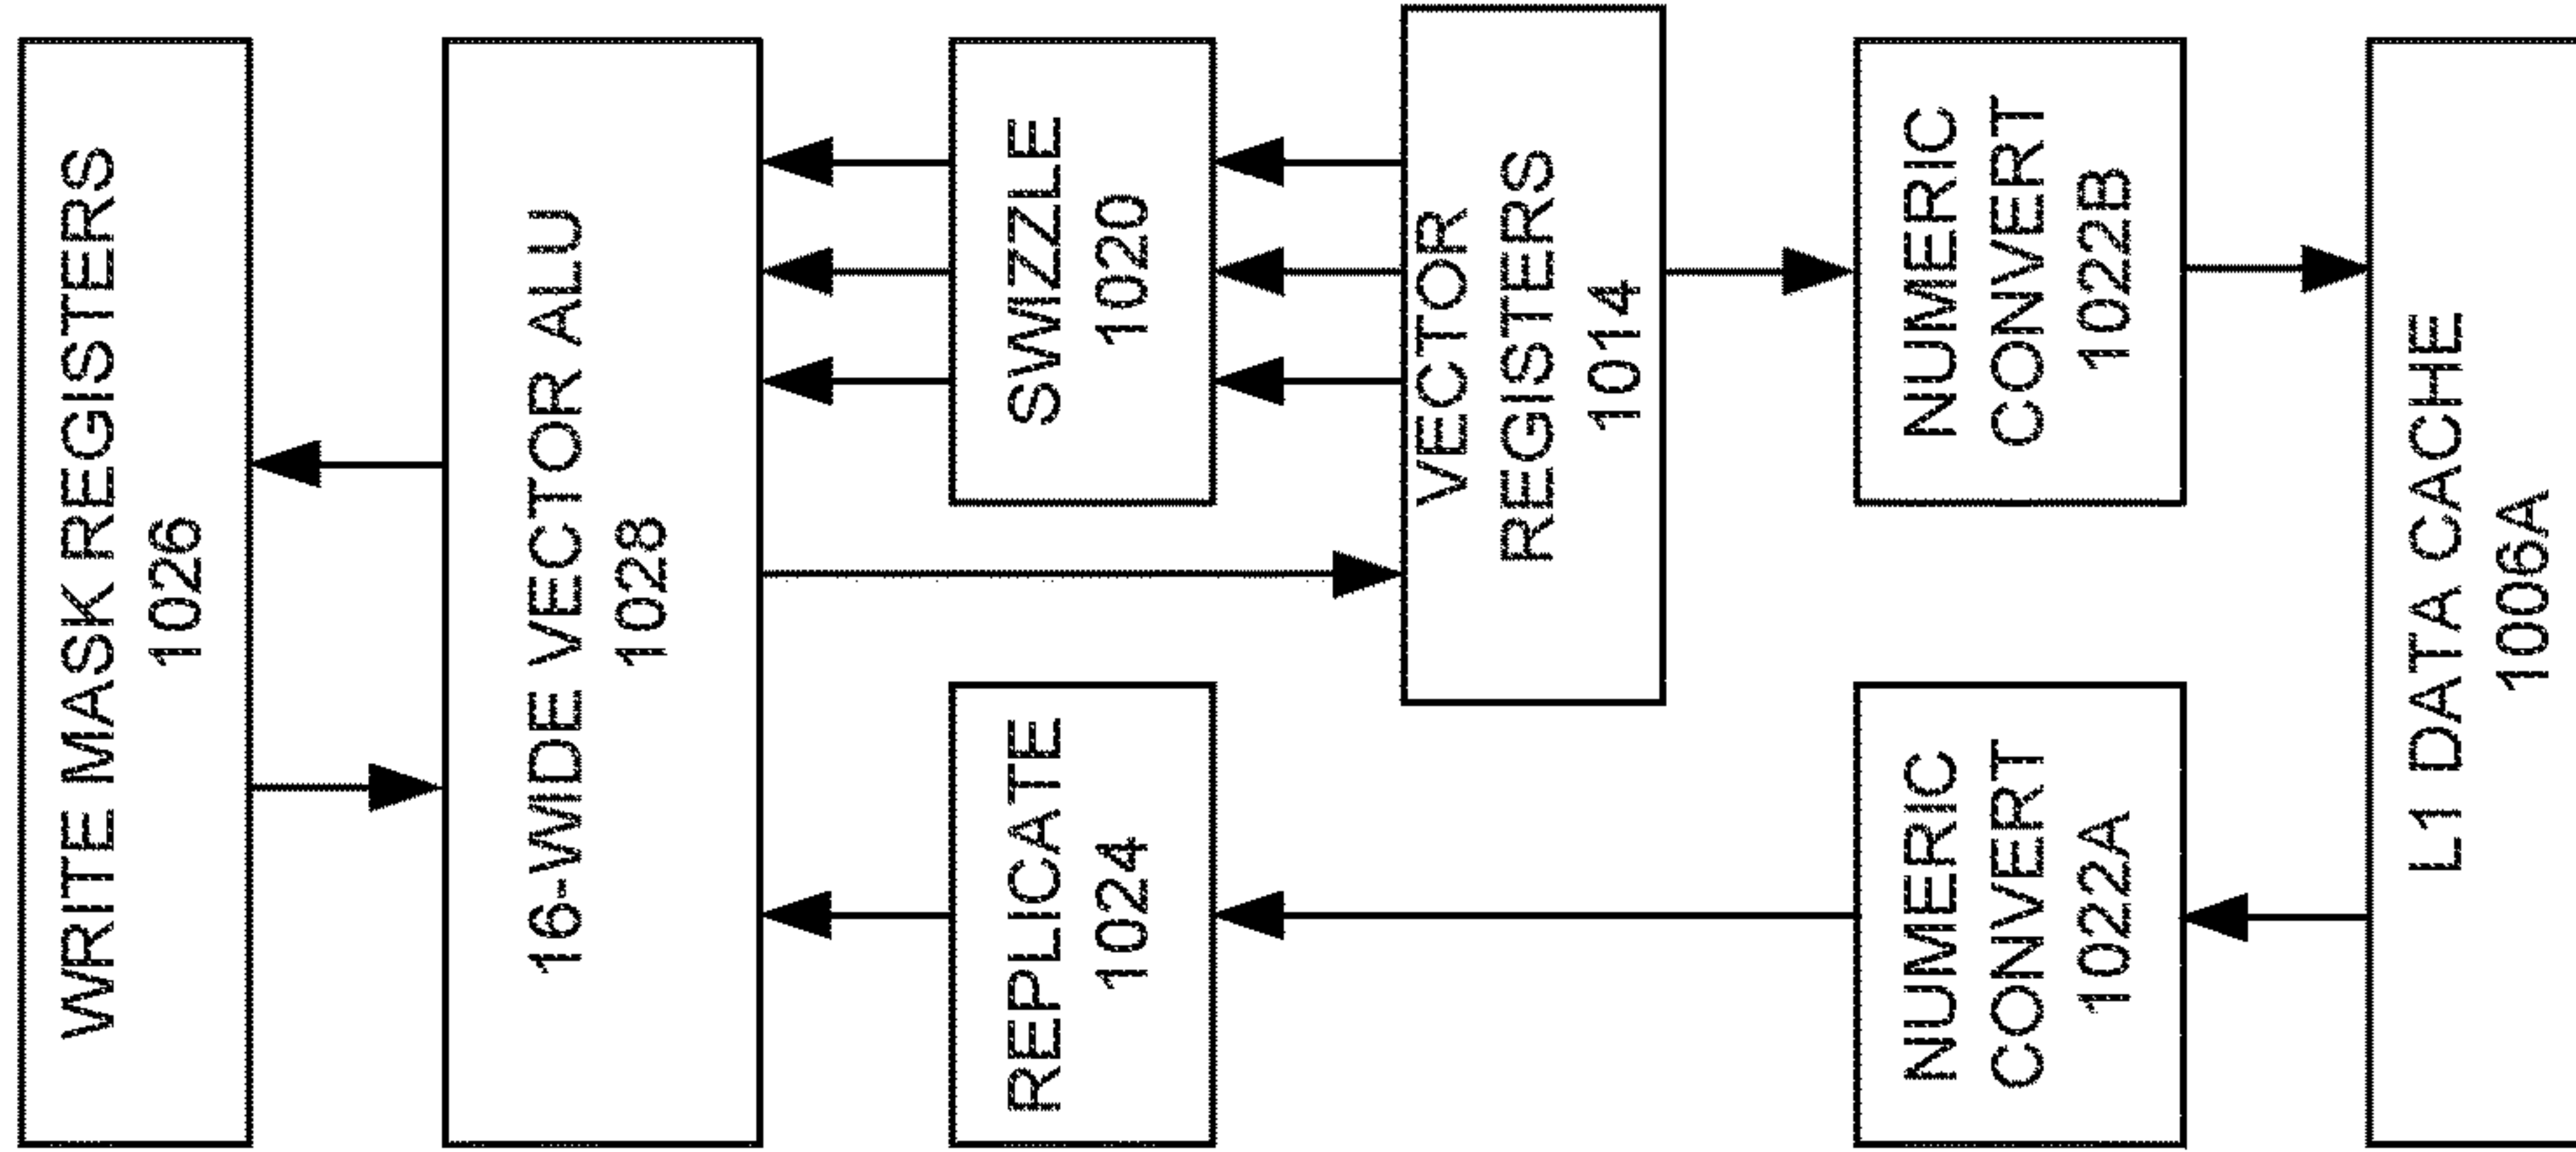 WRITE MASK REGISTERS
1026
16-WIDE VECTOR ALU
1028
REPLICATE
1024
SWIZZLE
1020
VECTOR
REGISTERS
1014
NUMERIC
CONVERT
1022A
NUMERIC
CONVERT
1022B
L1 DATA CACHE
1006A